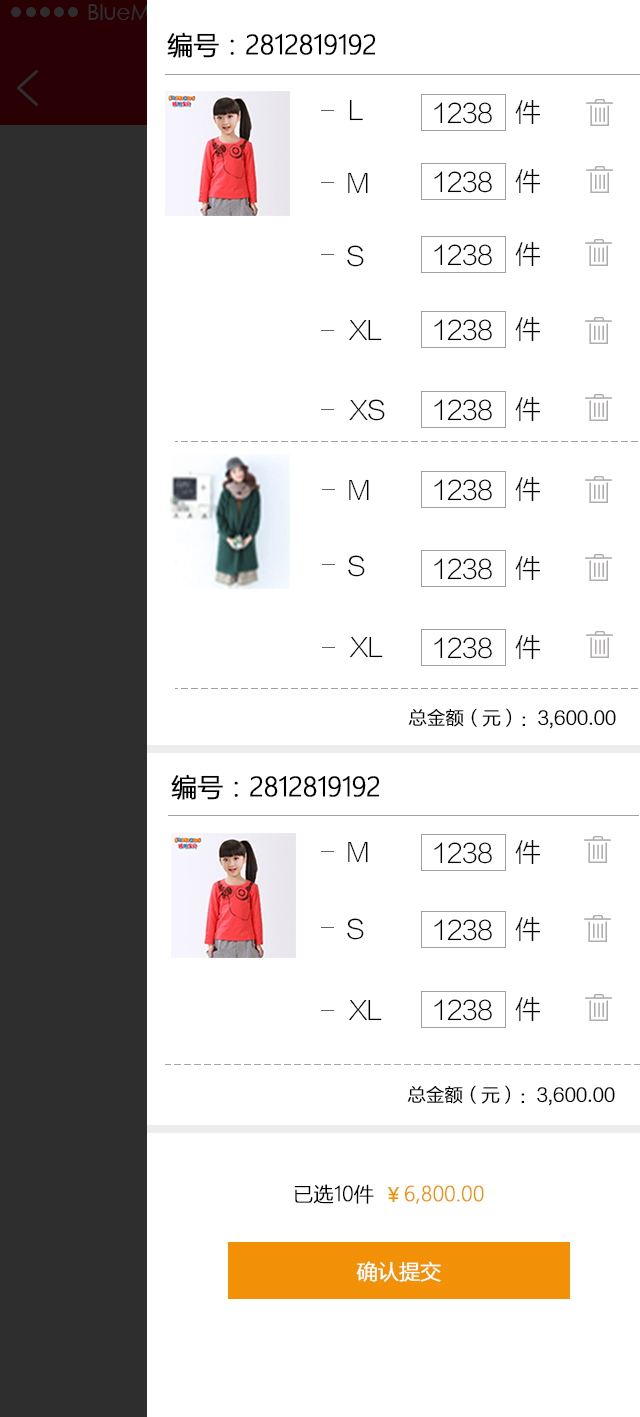 BlueM
编号：2812819192
– L 1238 件
– M 1238 件
– S 1238 件
– XL 1238 件
– XS 1238 件
– M 1238 件
– S 1238 件
– XL 1238 件
总金额（元）：3,600.00
编号：2812819192
– M 1238 件
– S 1238 件
– XL 1238 件
总金额（元）：3,600.00
已选10件 ¥6,800.00
确认提交